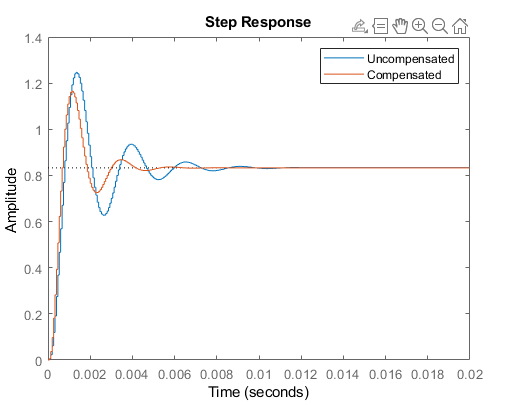 Step Response
Uncompensated
Compensated
1.4
1.2
1
0.8
0.6
0.4
0.2
0
Amplitude
0 0.002 0.004 0.006 0.008 0.01 0.012 0.014 0.016 0.018 0.02
Time (seconds)